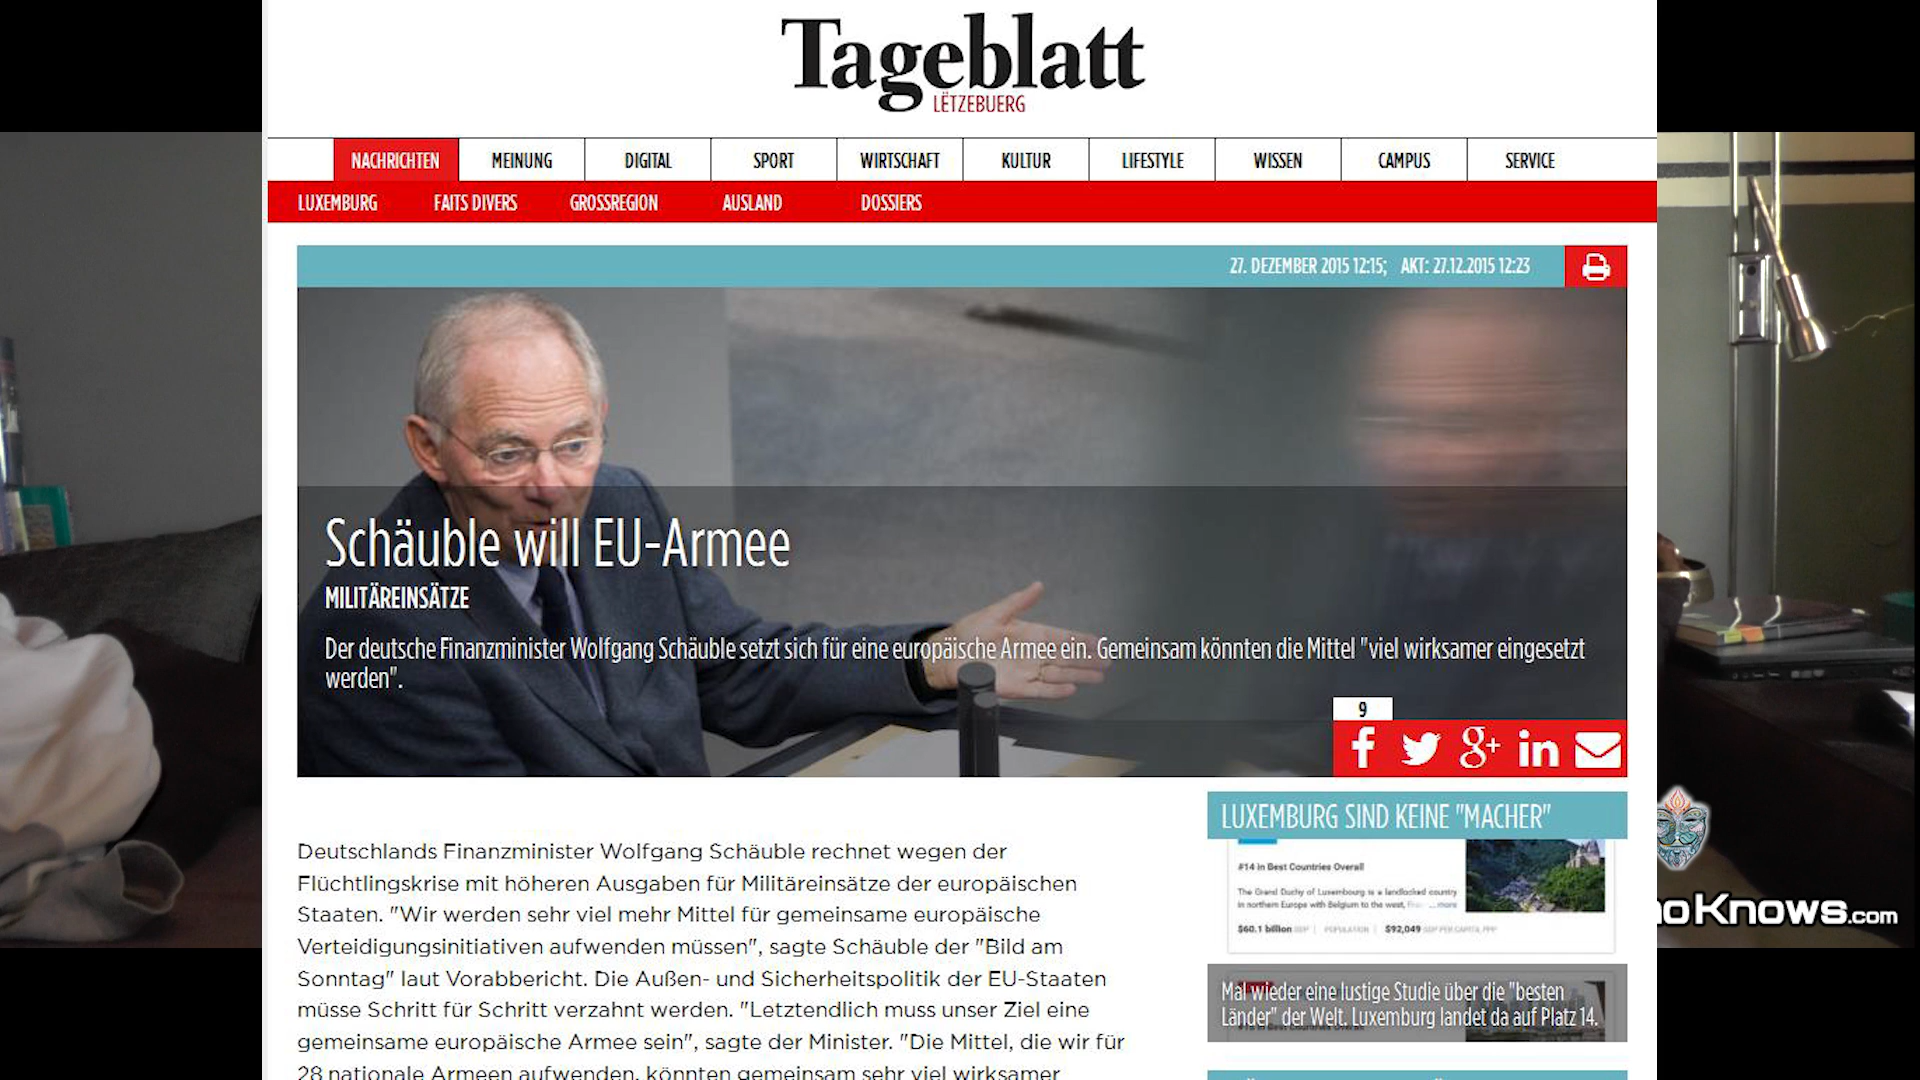 Tageblatt
LËTZEBUERG
NACHRICHTEN
MEINUNG
DIGITAL
SPORT
WIRTSCHAFT
KULTUR
LIFESTYLE
WISSEN
CAMPUS
SERVICE
LUXEMBURG
FAITS DIVERS
GROSSREGION
AUSLAND
DOSSIERS
27. DEZEMBER 2015 12:15; AKT: 27.12.2015 12:23
Schäuble will EU-Armee
MILITÄREINSÄTZE
Der deutsche Finanzminister Wolfgang Schäuble setzt sich für eine europäische Armee ein. Gemeinsam könnten die Mittel "viel wirksamer eingesetzt
werden".
9
Deutschlands Finanzminister Wolfgang Schäuble rechnet wegen der
Flüchtlingskrise mit höheren Ausgaben für Militäreinsätze der europäischen
Staaten. "Wir werden sehr viel mehr Mittel für gemeinsame europäische
Verteidigungsinitiativen aufwenden müssen", sagte Schäuble der "Bild am
Sonntag" laut Vorabbericht. Die Außen- und Sicherheitspolitik der EU-Staaten
müsse Schritt für Schritt verzahnt werden. "Letztendlich muss unser Ziel eine
gemeinsame europäische Armee sein", sagte der Minister. "Die Mittel, die wir für
28 nationale Armeen aufwenden, könnten gemeinsam sehr viel wirksamer
LUXEMBURG SIND KEINE "MACHER"
#14 in Best Countries Overall
The Grand Duchy of Luxembourg is a landlocked country
in northern Europe with Belgium to the west, ... more
$60.1 billion GDP
POPULATION
$92,049 GDP PER CAPITA, PPP
Mal wieder eine lustige Studie über die "besten
Länder" der Welt. Luxemburg landet da auf Platz 14.
noKnows.com